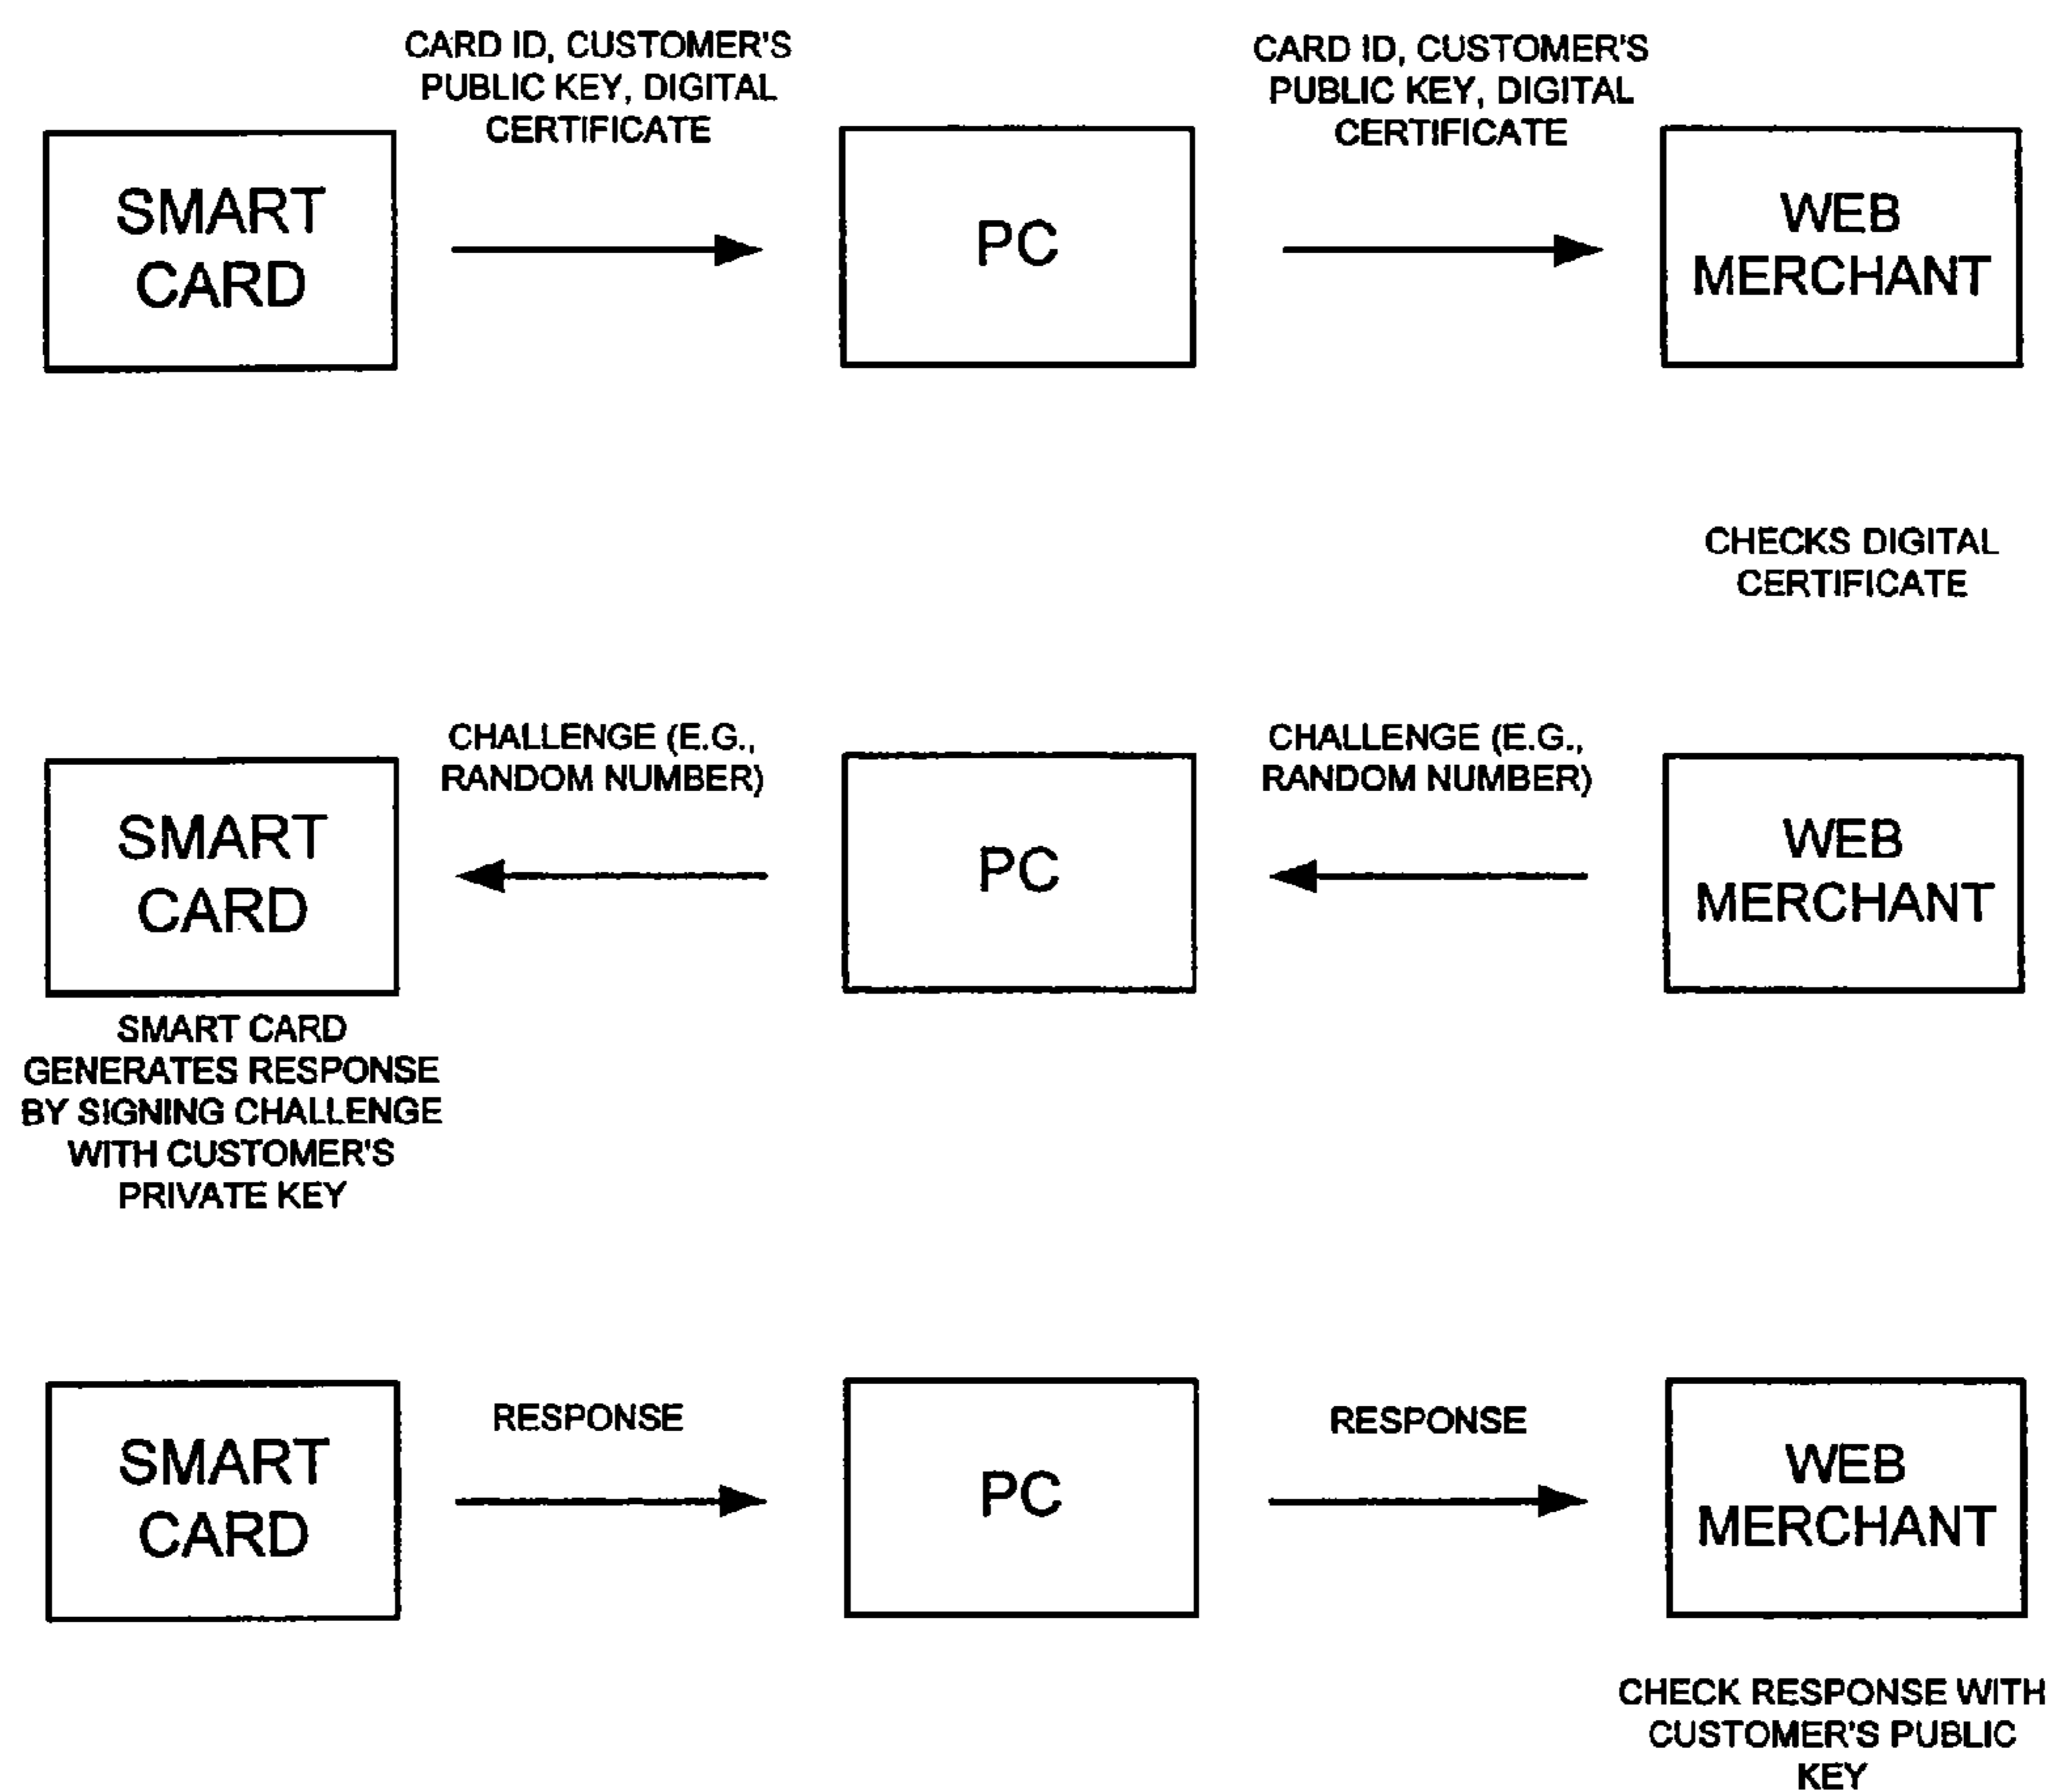 CARD ID, CUSTOMER'S
PUBLIC KEY, DIGITAL
CERTIFICATE
CARD ID, CUSTOMER'S
PUBLIC KEY, DIGITAL
CERTIFICATE
SMART
CARD
PC
WEB
MERCHANT
CHECKS DIGITAL
CERTIFICATE
CHALLENGE (E.G.,
RANDOM NUMBER)
CHALLENGE (E.G.,
RANDOM NUMBER)
SMART
CARD
PC
WEB
MERCHANT
SMART CARD
GENERATES RESPONSE
BY SIGNING CHALLENGE
WITH CUSTOMER'S
PRIVATE KEY
SMART
CARD
RESPONSE
PC
RESPONSE
WEB
MERCHANT
CHECK RESPONSE WITH
CUSTOMER'S PUBLIC
KEY